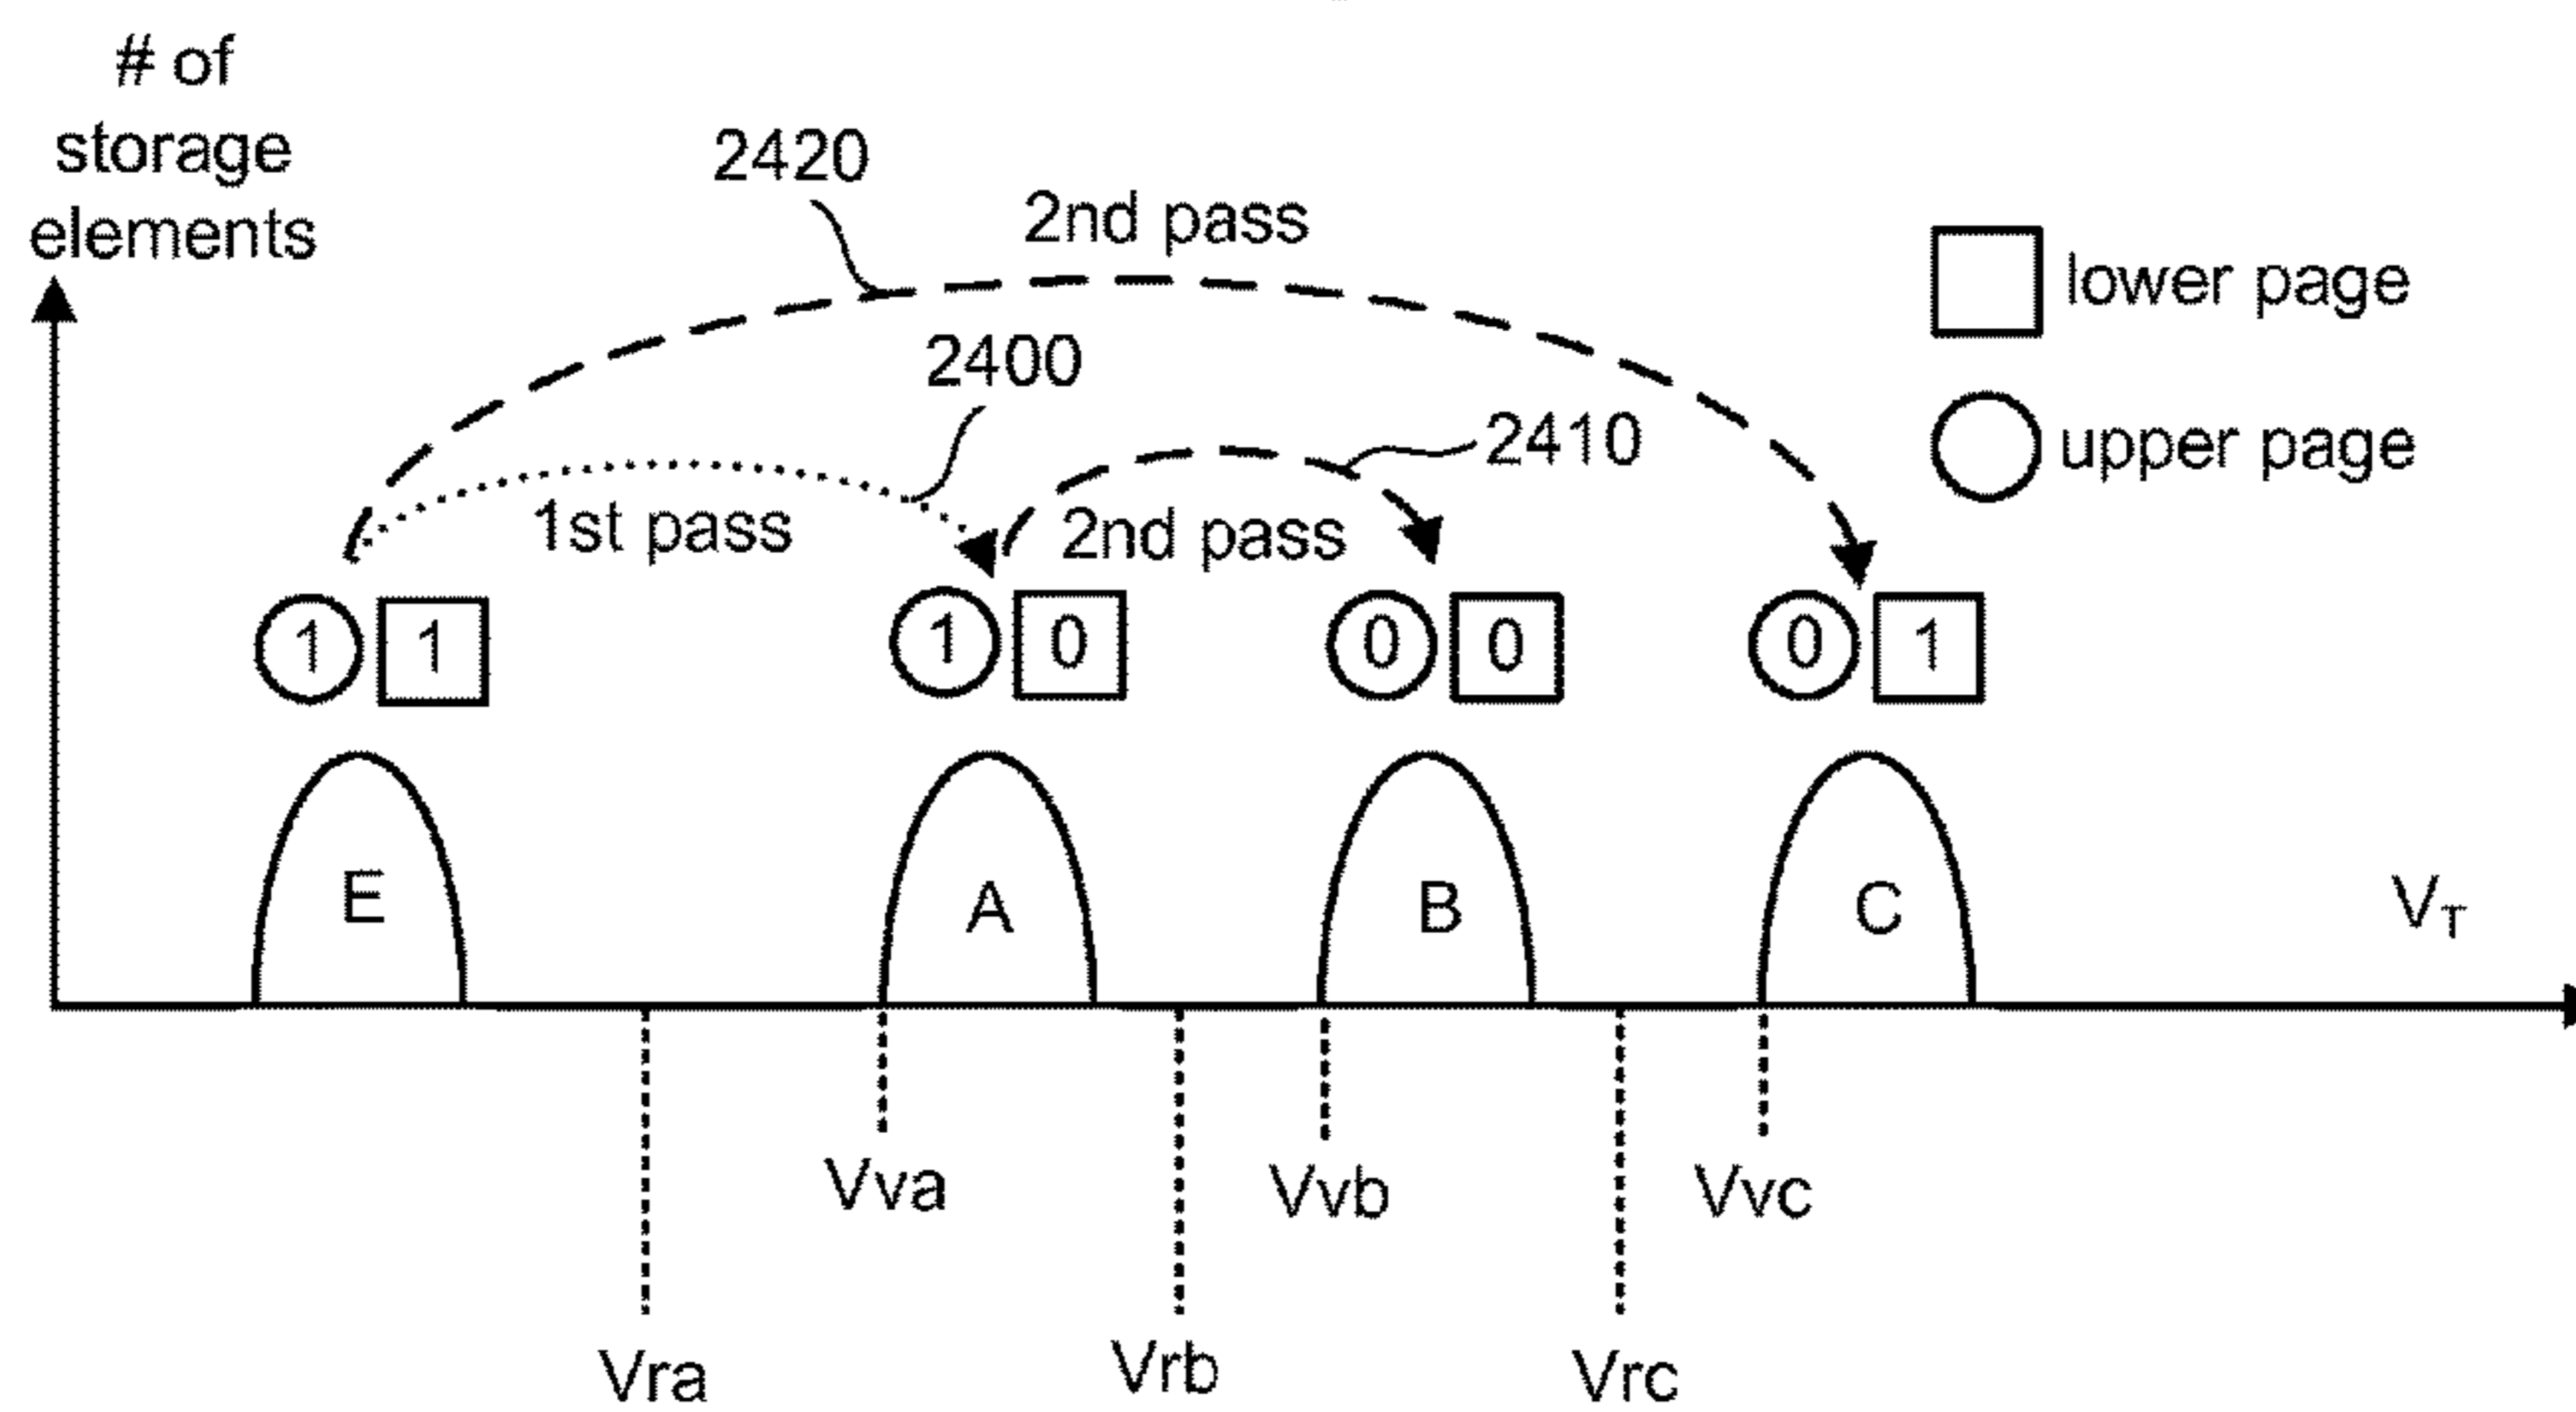 # of
storage
elements
2420
2nd pass
lower page
2400
2410
upper page
1st pass
2nd pass
1 1
1 0
0 0
0 1
E
A
B
C
VT
Vva
Vvb
Vvc
Vra
Vrb
Vrc